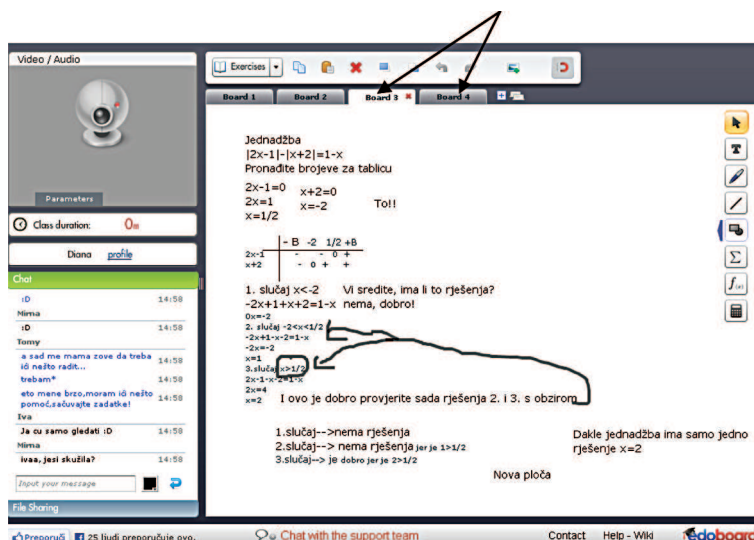 Video / Audio
Parameters
Class duration: 0m
Diana profile
Chat
:D 14:58
Mirna
:D 14:58
Tomy
a sad me mama zove da treba
ići nešto radit... 14:58
trebam* 14:58
eto mene brzo,moram ići nešto
pomoć,sačuvajte zadatke! 14:58
Iva
Ja cu samo gledati :D 14:58
Mirna
ivaa, jesi skužila? 14:58
Input your message
File Sharing
Exercises
Board 1 Board 2 Board 3 Board 4
Jednadžba
|2x-1|-|x+2|=1-x
Pronađite brojeve za tablicu
2x-1=0 x+2=0
2x=1 x=-2 To!!
x=1/2
- B -2 1/2 +B
2x-1 - - 0 +
x+2 - 0 + +
1. slučaj x<-2 Vi sredite, ima li to rješenja?
-2x+1+x+2=1-x nema, dobro!
0x=-2
2. slučaj -2<x<1/2
-2x+1-x-2=1-x
-2x=-2
x=1
3.slučaj x>1/2
2x-1-x-2=1-x
2x=4
x=2 I ovo je dobro provjerite sada rješenja 2. i 3. s obzirom
1.slučaj-->nema rješenja
2.slučaj--> nema rješenja jer je 1>1/2
3.slučaj--> je dobro jer je 2>1/2
Dakle jednadžba ima samo jedno
rješenje x=2
Nova ploča
T
Σ
f(x)
Preporuči 25 ljudi preporučuje ovo.
Chat with the support team
Contact Help - Wiki edoboard